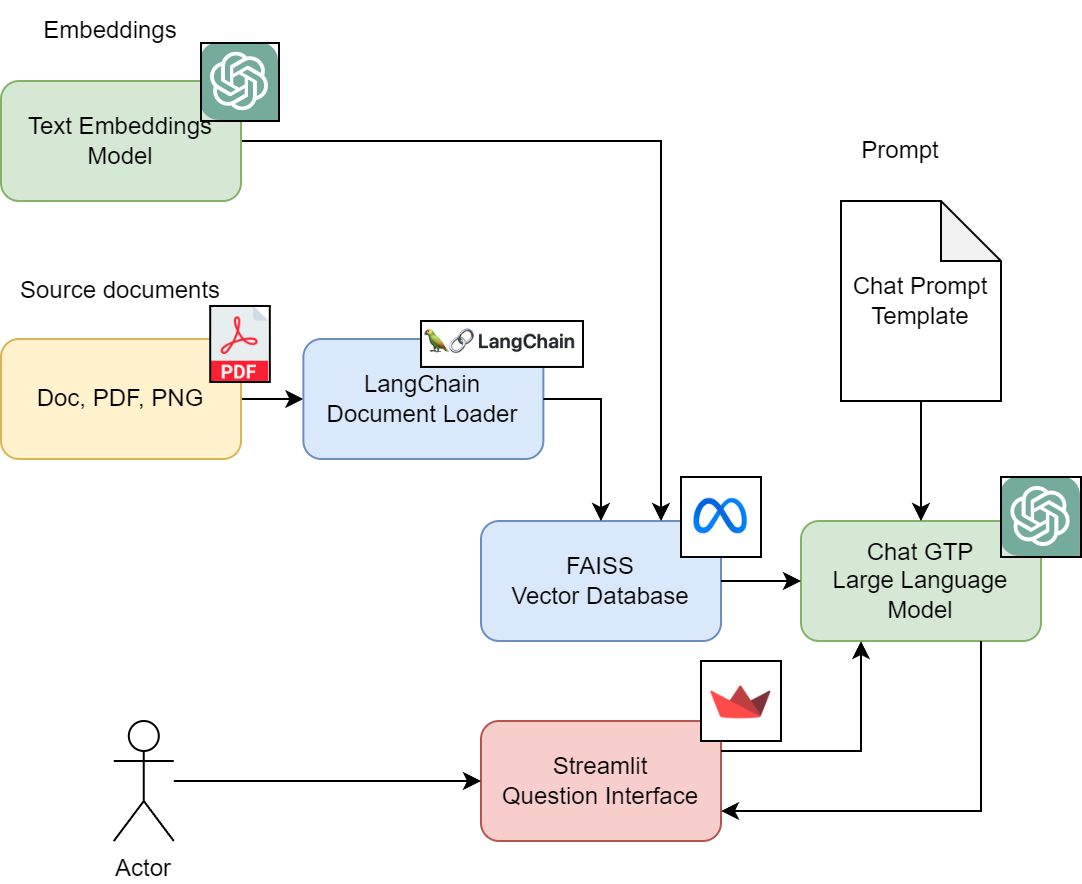 Embeddings
Text Embeddings
Model
Prompt
Chat Prompt
Template
Source documents
PDF
Doc, PDF, PNG
LangChain
LangChain
Document Loader
FAISS
Vector Database
Chat GTP
Large Language
Model
Streamlit
Question Interface
Actor